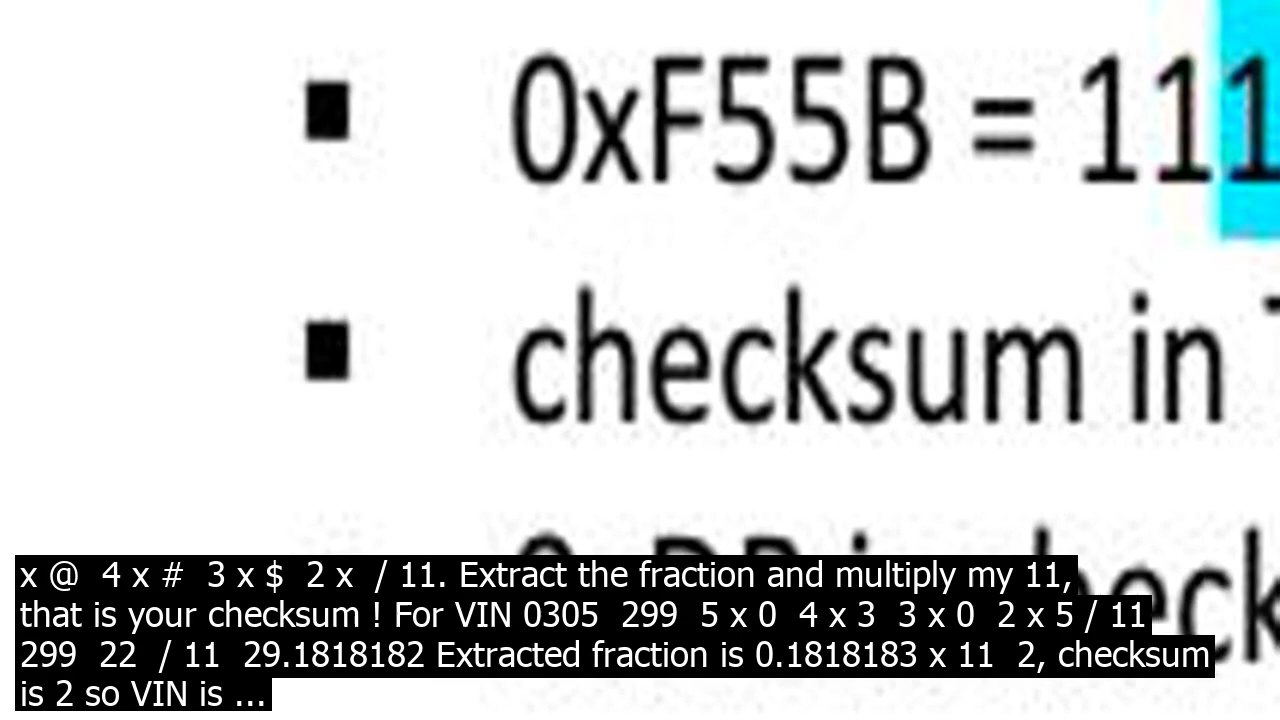 0xF55B = 111
checksum in
x @ 4 x # 3 x $ 2 x / 11. Extract the fraction and multiply my 11,
that is your checksum ! For VIN 0305 299 5 x 0 4 x 3 3 x 0 2 x 5 / 11
299 22 / 11 29.1818182 Extracted fraction is 0.1818183 x 11 2, checksum
is 2 so VIN is ...